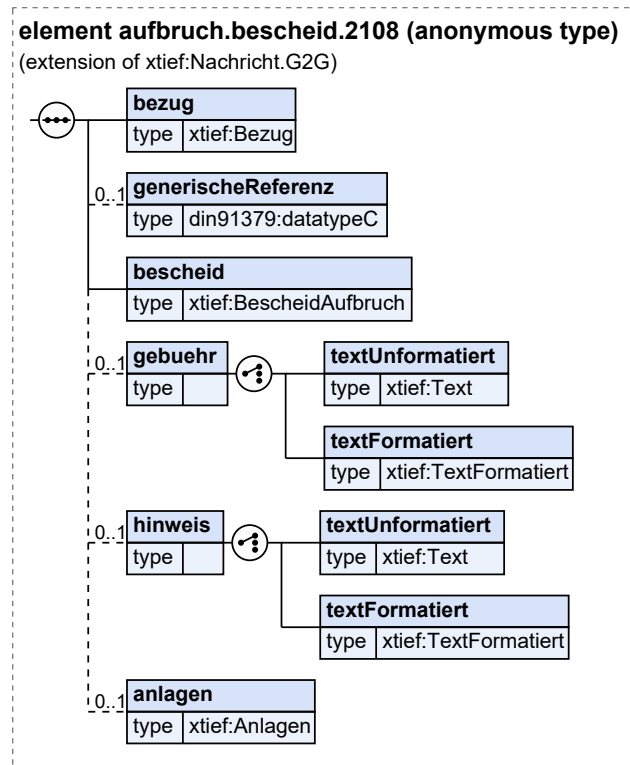 element aufbruch.bescheid.2108 (anonymous type)
(extension of xtief:Nachricht.G2G)
bezug
type xtief:Bezug
0..1 generischeReferenz
type din91379:datatypeC
bescheid
type xtief:BescheidAufbruch
0..1 gebuehr
type
textUnformatiert
type xtief:Text
textFormatiert
type xtief:TextFormatiert
0..1 hinweis
type
textUnformatiert
type xtief:Text
textFormatiert
type xtief:TextFormatiert
0..1 anlagen
type xtief:Anlagen